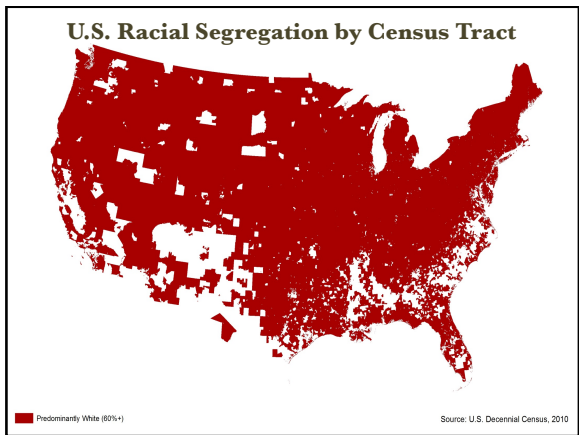 U.S. Racial Segregation by Census Tract
Predominantly White (60%+)
Source: U.S. Decennial Census, 2010